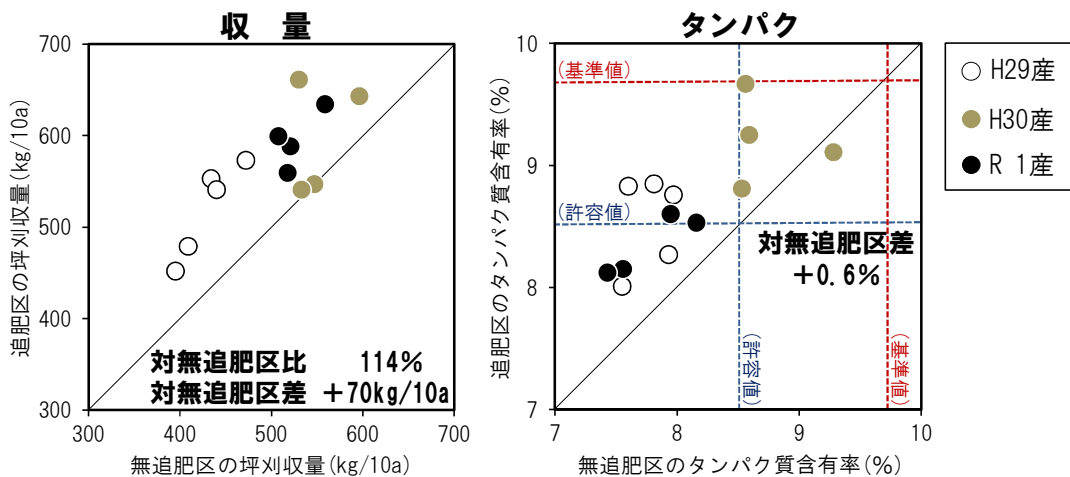 収　量
700
600
500
400
300
300
400
500
600
700
追肥区の坪刈収量(kg/10a)
無追肥区の坪刈収量(kg/10a)
対無追肥区比　114%
対無追肥区差　+70kg/10a
タンパク
10
9
8
7
7
8
9
10
追肥区のタンパク質含有率(%)
無追肥区のタンパク質含有率(%)
(基準値)
(許容値)
(許容値)
(基準値)
対無追肥区差
+0.6%
H29産
H30産
R 1産